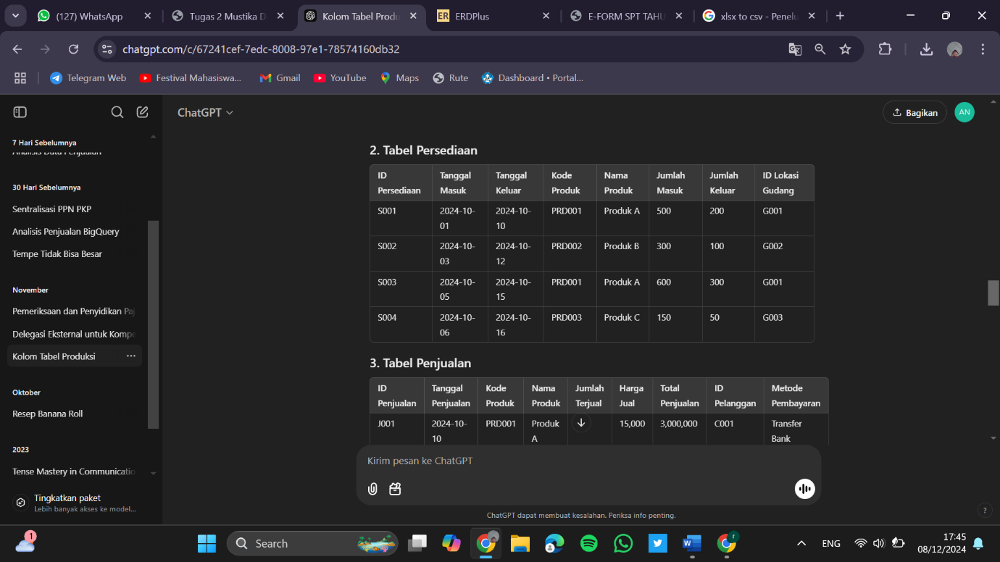 (127) WhatsApp
Tugas 2 Mustika D
Kolom Tabel Produ
ER
ERDPlus
E-FORM SPT TAHU
xlsx to csv - Penelu
chatgpt.com/c/67241cef-7edc-8008-97e1-78574160db32
Telegram Web
Festival Mahasiswa...
Gmail
YouTube
Maps
Rute
Dashboard • Portal...
ChatGPT
Bagikan
AN
7 Hari Sebelumnya
Analisis Data Penjualan
30 Hari Sebelumnya
Sentralisasi PPN PKP
Analisis Penjualan BigQuery
Tempe Tidak Bisa Besar
November
Pemeriksaan dan Penyidikan Paj
Delegasi Eksternal untuk Kompe
Kolom Tabel Produksi
Oktober
Resep Banana Roll
2023
Tense Mastery in Communicatio
Tingkatkan paket
Lebih banyak akses ke model...
2. Tabel Persediaan
ID Persediaan Tanggal Masuk Tanggal Keluar Kode Produk Nama Produk Jumlah Masuk Jumlah Keluar ID Lokasi Gudang
S001 2024-10-01 2024-10-10 PRD001 Produk A 500 200 G001
S002 2024-10-03 2024-10-12 PRD002 Produk B 300 100 G002
S003 2024-10-05 2024-10-15 PRD001 Produk A 600 300 G001
S004 2024-10-06 2024-10-16 PRD003 Produk C 150 50 G003
3. Tabel Penjualan
ID Penjualan Tanggal Penjualan Kode Produk Nama Produk Jumlah Terjual Harga Jual Total Penjualan ID Pelanggan Metode Pembayaran
J001 2024-10-10 PRD001 Produk A 15,000 3,000,000 C001 Transfer Bank
Kirim pesan ke ChatGPT
ChatGPT dapat membuat kesalahan. Periksa info penting.
?
1
Search
ENG
17:45
08/12/2024